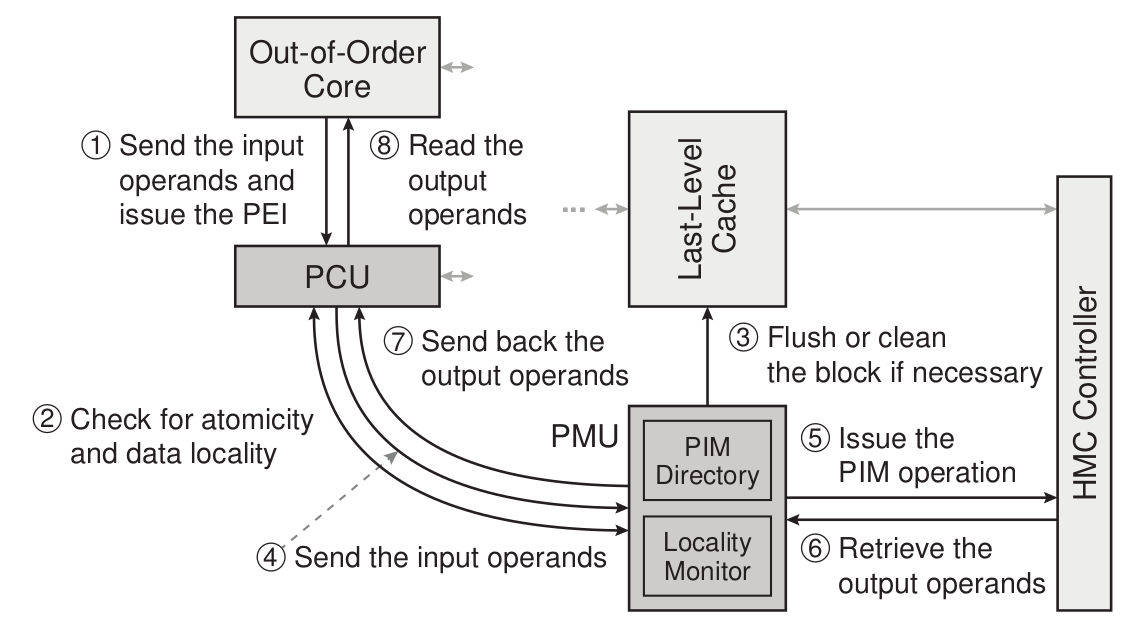 Out-of-Order
Core
① Send the input
operands and
issue the PEI
⑧ Read the
output
operands
PCU
Last-Level
Cache
HMC Controller
③ Flush or clean
the block if necessary
⑦ Send back the
output operands
② Check for atomicity
and data locality
④ Send the input operands
PMU
PIM
Directory
Locality
Monitor
⑤ Issue the
PIM operation
⑥ Retrieve the
output operands